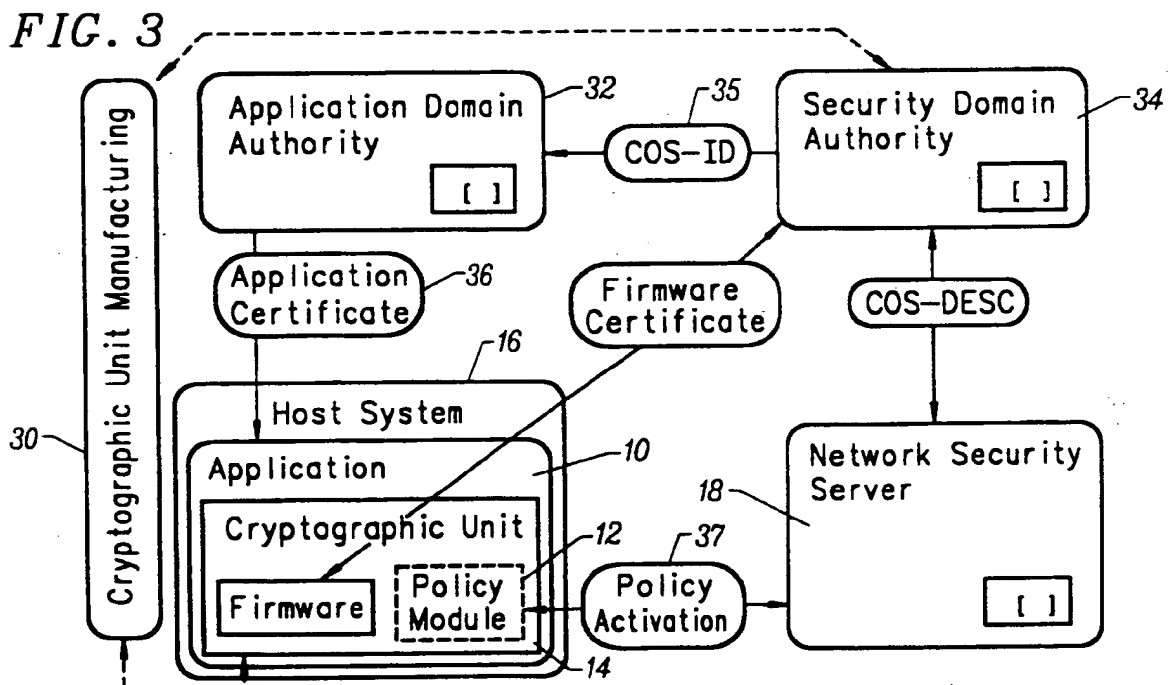 FIG. 3
Cryptographic Unit Manufacturing
30
Application Domain
Authority
[ ]
32
35
COS-ID
Security Domain
Authority
[ ]
34
Application
Certificate
36
Firmware
Certificate
COS-DESC
16
Host System
Application
10
Cryptographic Unit
12
Firmware
Policy
Module
14
37
Policy
Activation
Network Security
Server
18
[ ]